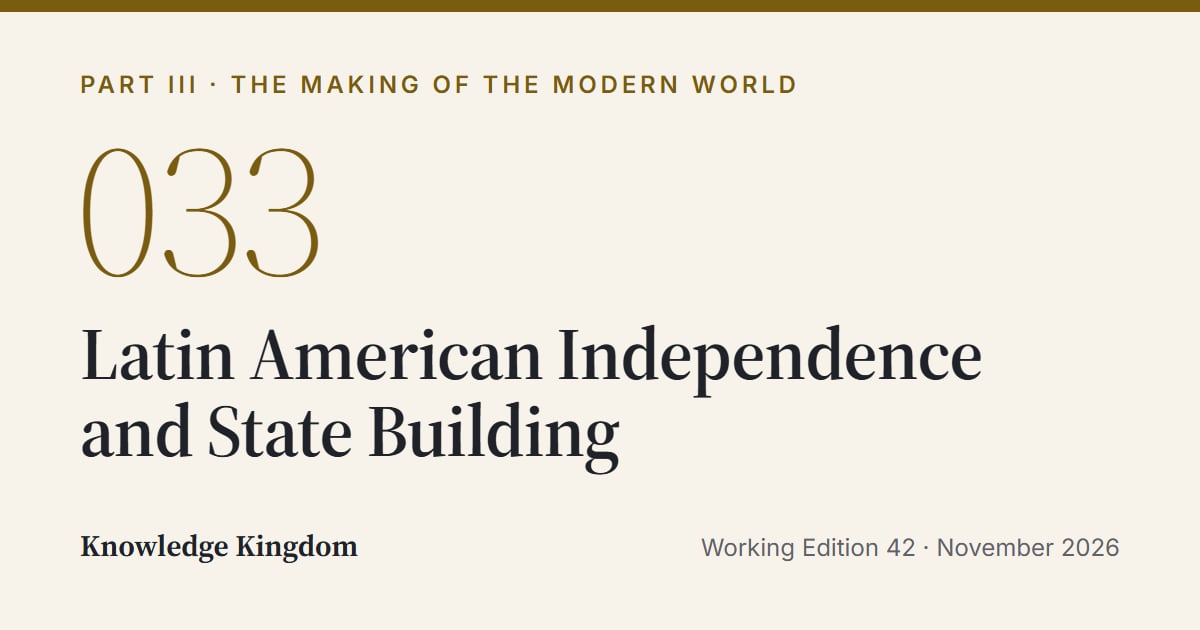 PART III · THE MAKING OF THE MODERN WORLD
033
Latin American Independence
and State Building
Knowledge Kingdom
Working Edition 42 · November 2026